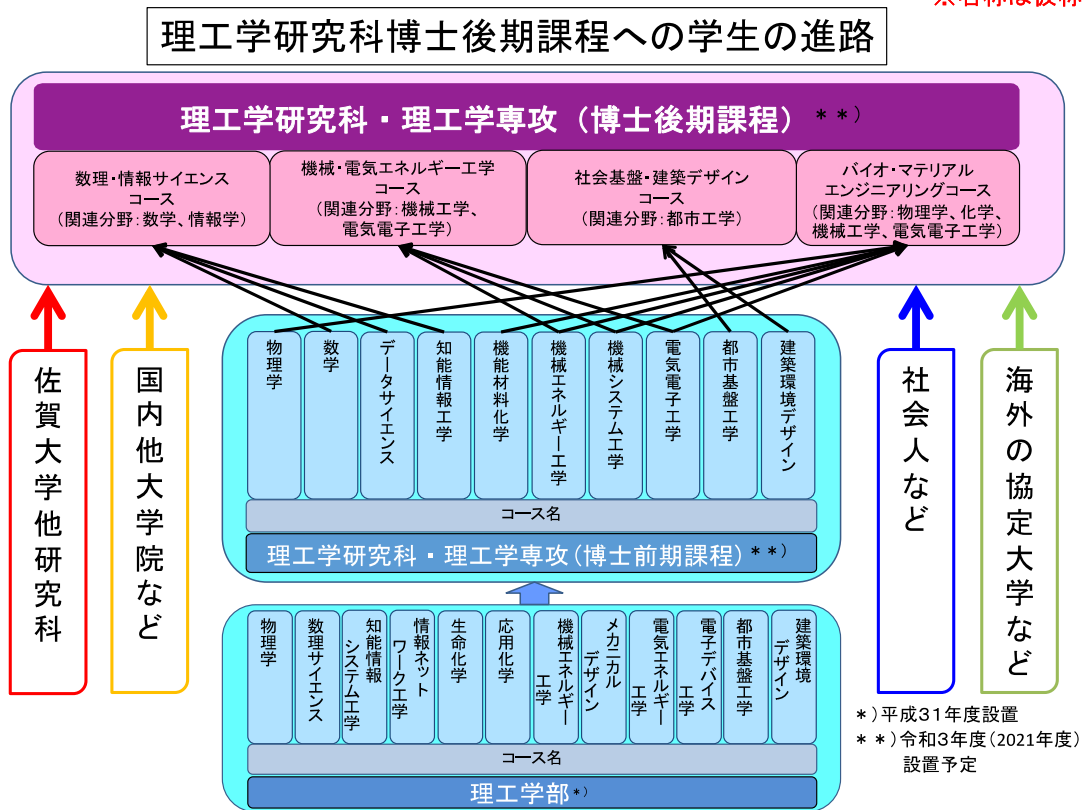 ※名称は仮称
理工学研究科博士後期課程への学生の進路
理工学研究科・理工学専攻（博士後期課程）＊＊）
数理・情報サイエンス
コース
（関連分野：数学、情報学）
機械・電気エネルギー工学
コース
（関連分野：機械工学、
電気電子工学）
社会基盤・建築デザイン
コース
（関連分野：都市工学）
バイオ・マテリアル
エンジニアリングコース
（関連分野：物理学、化学、
機械工学、電気電子工学）
佐賀大学他研究科
国内他大学院など
物理学
数学
データサイエンス
知能情報工学
機能材料化学
機械エネルギー工学
機械システム工学
電気電子工学
都市基盤工学
建築環境デザイン
コース名
理工学研究科・理工学専攻（博士前期課程）＊＊）
社会人など
海外の協定大学など
物理学
数理サイエンス
知能情報
システム工学
情報ネット
ワーク工学
生命化学
応用化学
機械エネルギー
工学
メカニカル
デザイン
電気エネルギー
工学
電子デバイス
工学
都市基盤工学
建築環境
デザイン
コース名
理工学部＊）
＊）平成３１年度設置
＊＊）令和３年度（2021年度）
設置予定